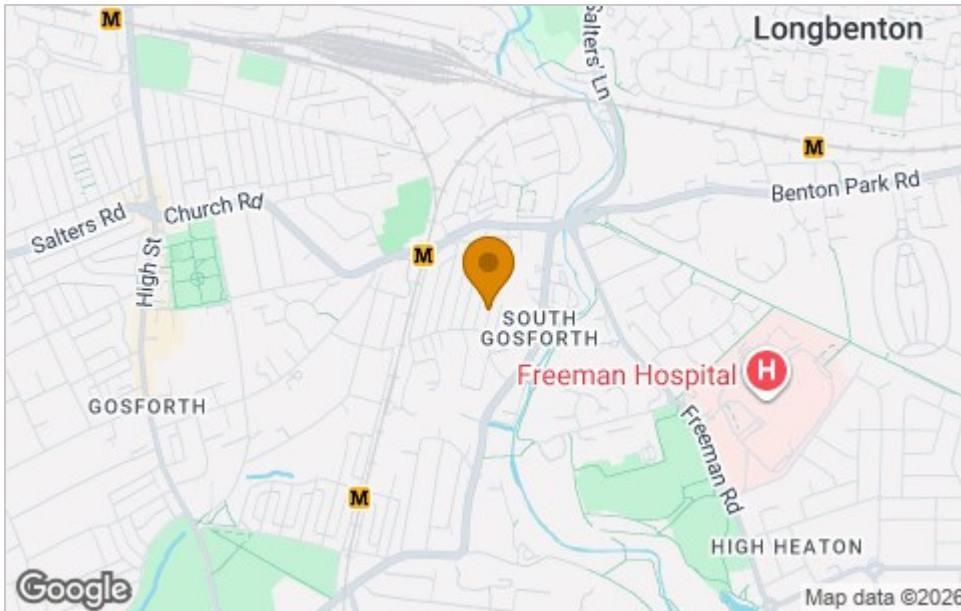 M
Longbenton
Salters' Ln
M
Benton Park Rd
Salters Rd
Church Rd
High St
M
SOUTH
GOSFORTH
Freeman Hospital
H
GOSFORTH
Freeman Rd
M
HIGH HEATON
Google
Map data ©2026